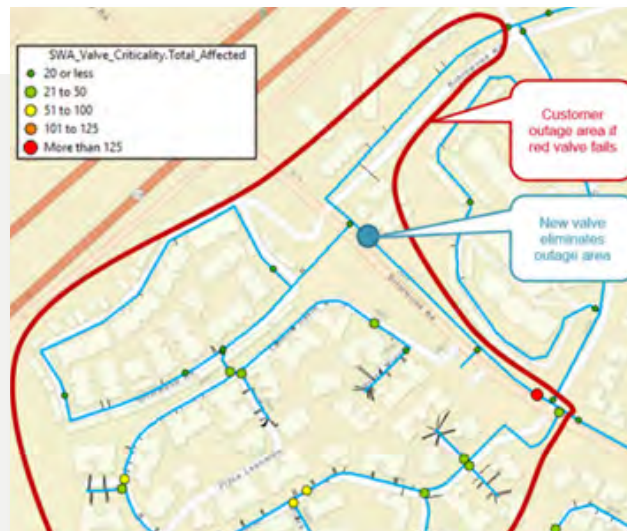 SWA_Valve_Criticality.Total_Affected
20 or less
21 to 50
51 to 100
101 to 125
More than 125
Customer
outage area if
red valve fails
New valve
eliminates
outage area